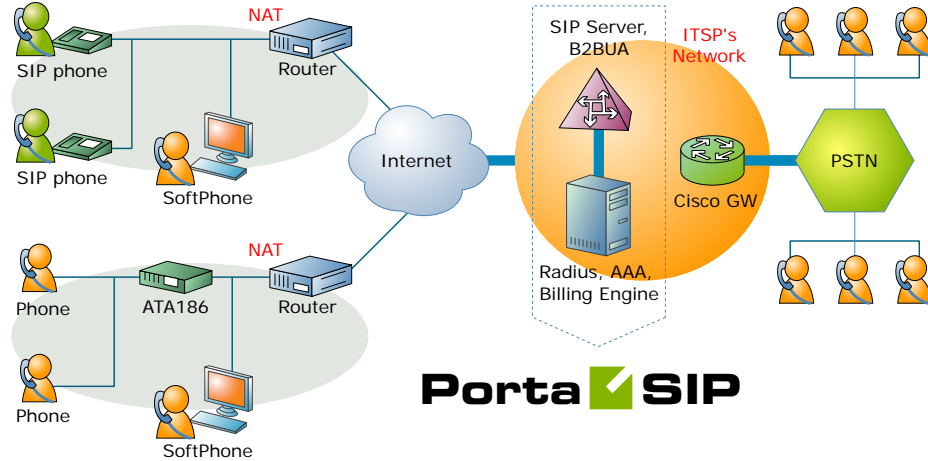 NAT
SIP phone
Router
SIP phone
SoftPhone
Internet
SIP Server,
B2BUA
ITSP's
Network
Cisco GW
PSTN
Radius, AAA,
Billing Engine
NAT
Phone
ATA186
Router
Phone
SoftPhone
Porta SIP